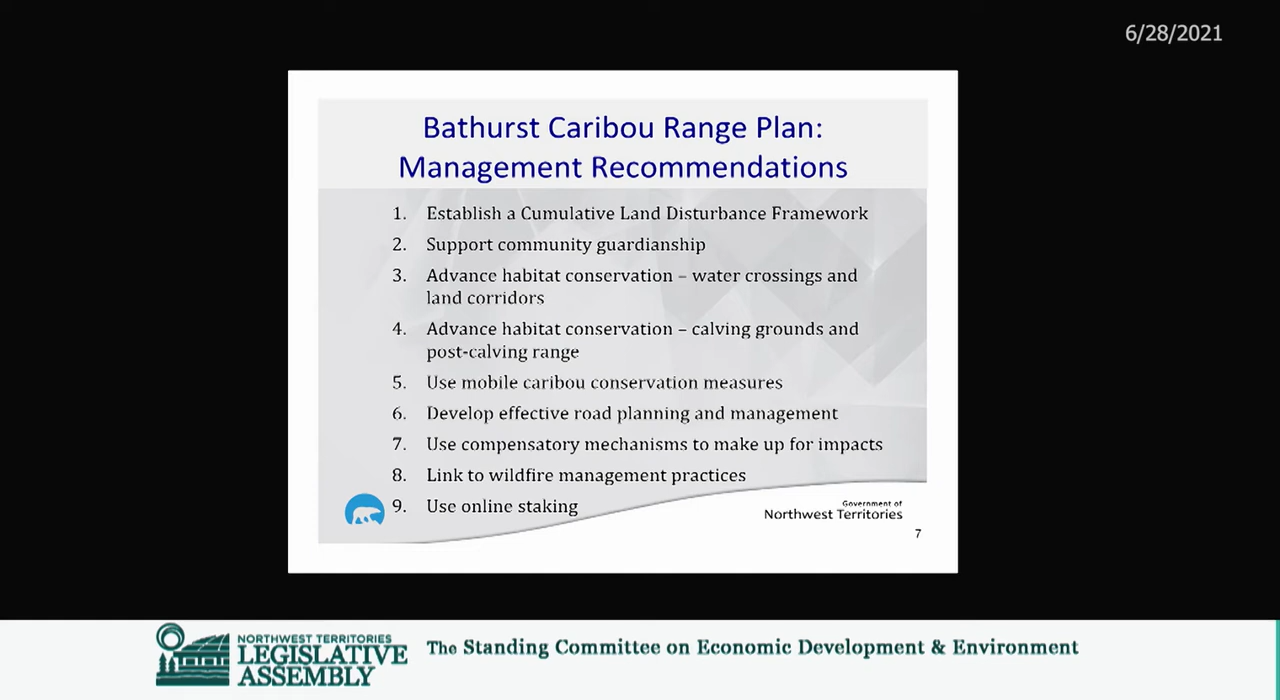 6/28/2021
Bathurst Caribou Range Plan:
Management Recommendations
1. Establish a Cumulative Land Disturbance Framework
2. Support community guardianship
3. Advance habitat conservation – water crossings and
land corridors
4. Advance habitat conservation – calving grounds and
post-calving range
5. Use mobile caribou conservation measures
6. Develop effective road planning and management
7. Use compensatory mechanisms to make up for impacts
8. Link to wildfire management practices
9. Use online staking
Government of
Northwest Territories
7
NORTHWEST TERRITORIES
LEGISLATIVE
ASSEMBLY
The Standing Committee on Economic Development & Environment